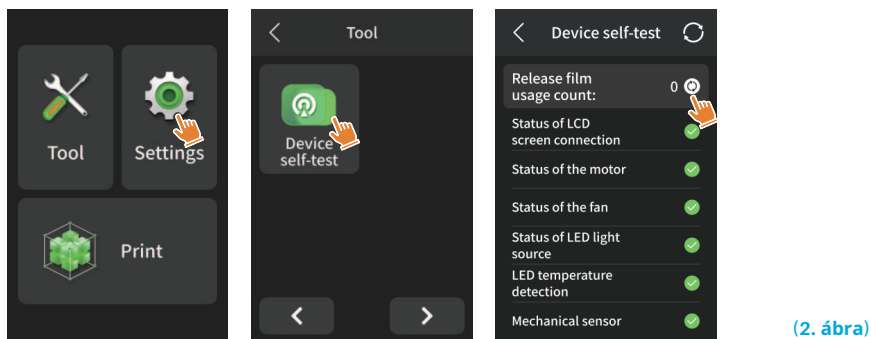 Tool
Settings
Print
Tool
Device
self-test
Device self-test
Release film
usage count:
0
Status of LCD
screen connection
Status of the motor
Status of the fan
Status of LED light
source
LED temperature
detection
Mechanical sensor
(2. ábra)